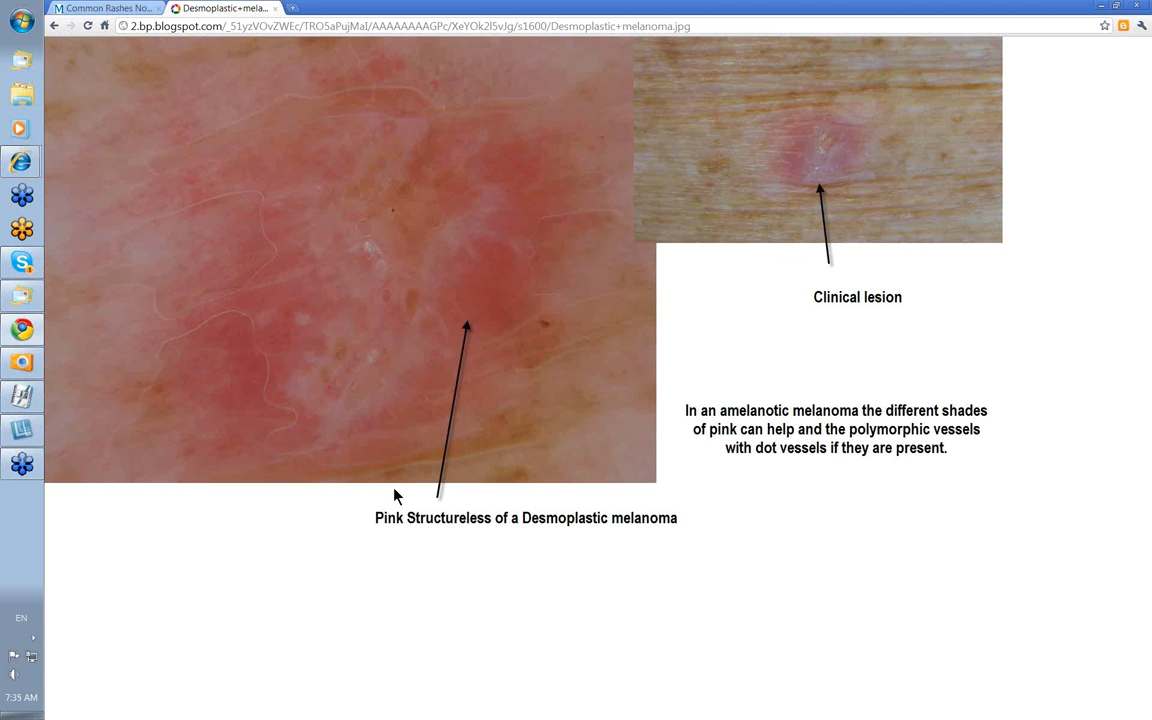 Common Rashes No...
Desmoplastic+mela...
2.bp.blogspot.com/_51yzVOvZWEc/TRO5aPujMaI/AAAAAAAAGPc/XeYOk2l5vJg/s1600/Desmoplastic+melanoma.jpg
Clinical lesion
In an amelanotic melanoma the different shades
of pink can help and the polymorphic vessels
with dot vessels if they are present.
Pink Structureless of a Desmoplastic melanoma
EN
7:35 AM